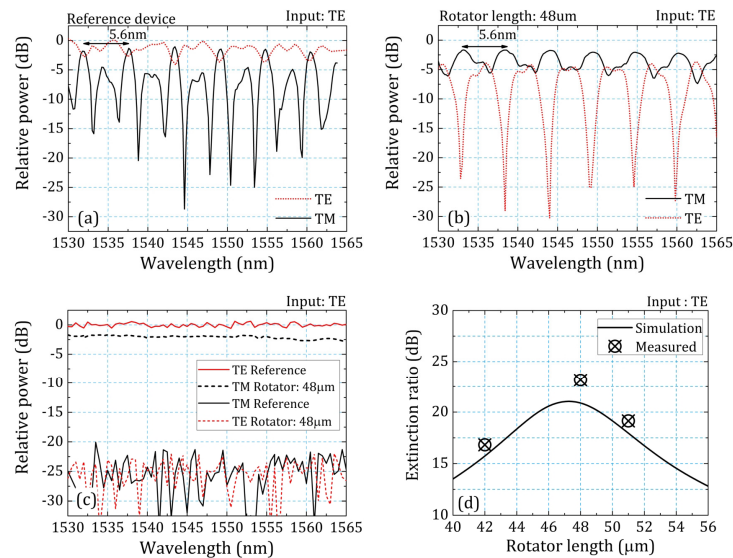 Reference device
Input: TE
5.6nm
0
-5
-10
-15
-20
-25
-30
Relative power (dB)
TE
TM
(a)
1530 1535 1540 1545 1550 1555 1560 1565
Wavelength (nm)
Rotator length: 48um
Input: TE
5.6nm
0
-5
-10
-15
-20
-25
-30
Relative power (dB)
TM
TE
(b)
1530 1535 1540 1545 1550 1555 1560 1565
Wavelength (nm)
Input: TE
0
-5
-10
-15
-20
-25
-30
Relative power (dB)
TE Reference
TM Rotator: 48μm
TM Reference
TE Rotator: 48μm
(c)
1530 1535 1540 1545 1550 1555 1560 1565
Wavelength (nm)
Input : TE
30
25
20
15
10
Extinction ratio (dB)
Simulation
Measured
(d)
40 42 44 46 48 50 52 54 56
Rotator length (μm)